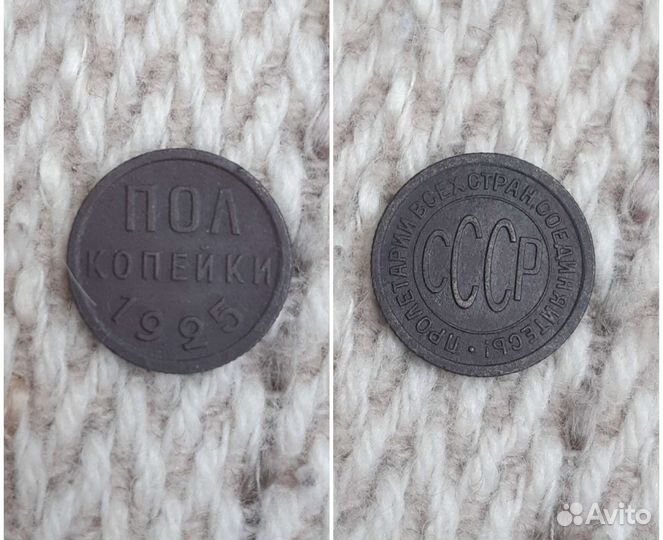 ПОЛ
КОПЕЙКИ
1925
ПРОЛЕТАРИИ ВСЕХ СТРАН, СОЕДИНЯЙТЕСЬ!
СССР
Avito